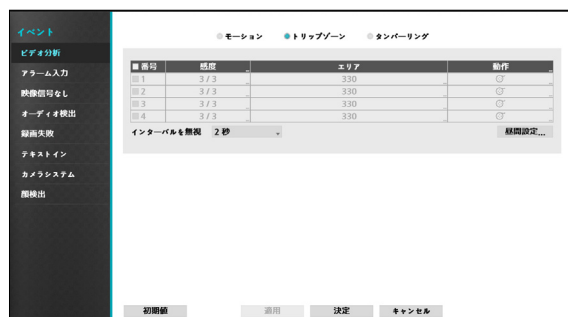 イベント
モーション トリップゾーン タンパーリング
ビデオ分析
アラーム入力
映像信号なし
オーディオ検出
録画失敗
テキストイン
カメラシステム
顔検出
番号 感度 エリア 動作
1 3 / 3 330
2 3 / 3 330
3 3 / 3 330
4 3 / 3 330
インターバルを無視 2 秒 昼間設定...
初期値 適用 決定 キャンセル